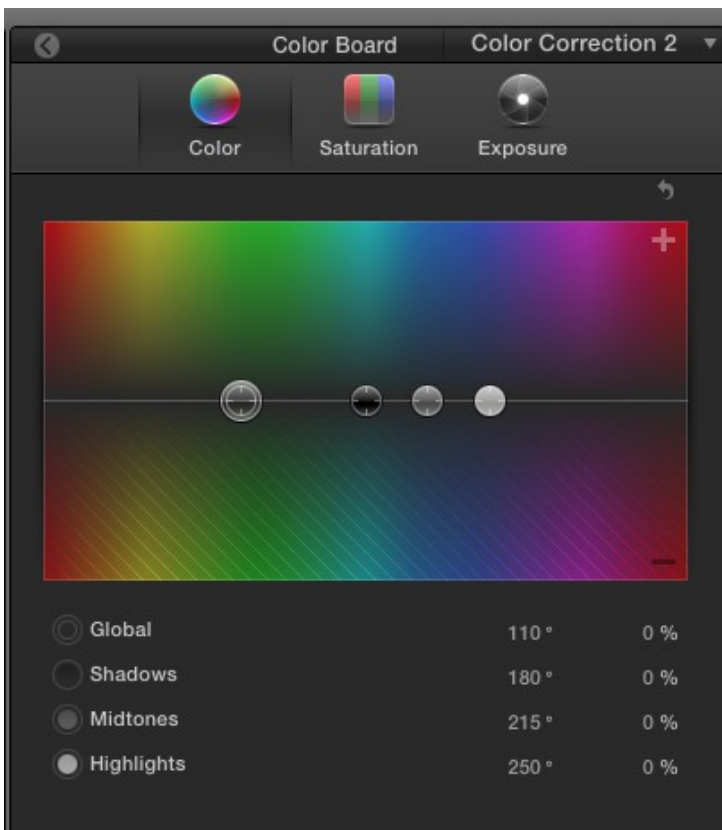 Color Board
Color Correction 2
Color
Saturation
Exposure
Global 110 ° 0 %
Shadows 180 ° 0 %
Midtones 215 ° 0 %
Highlights 250 ° 0 %